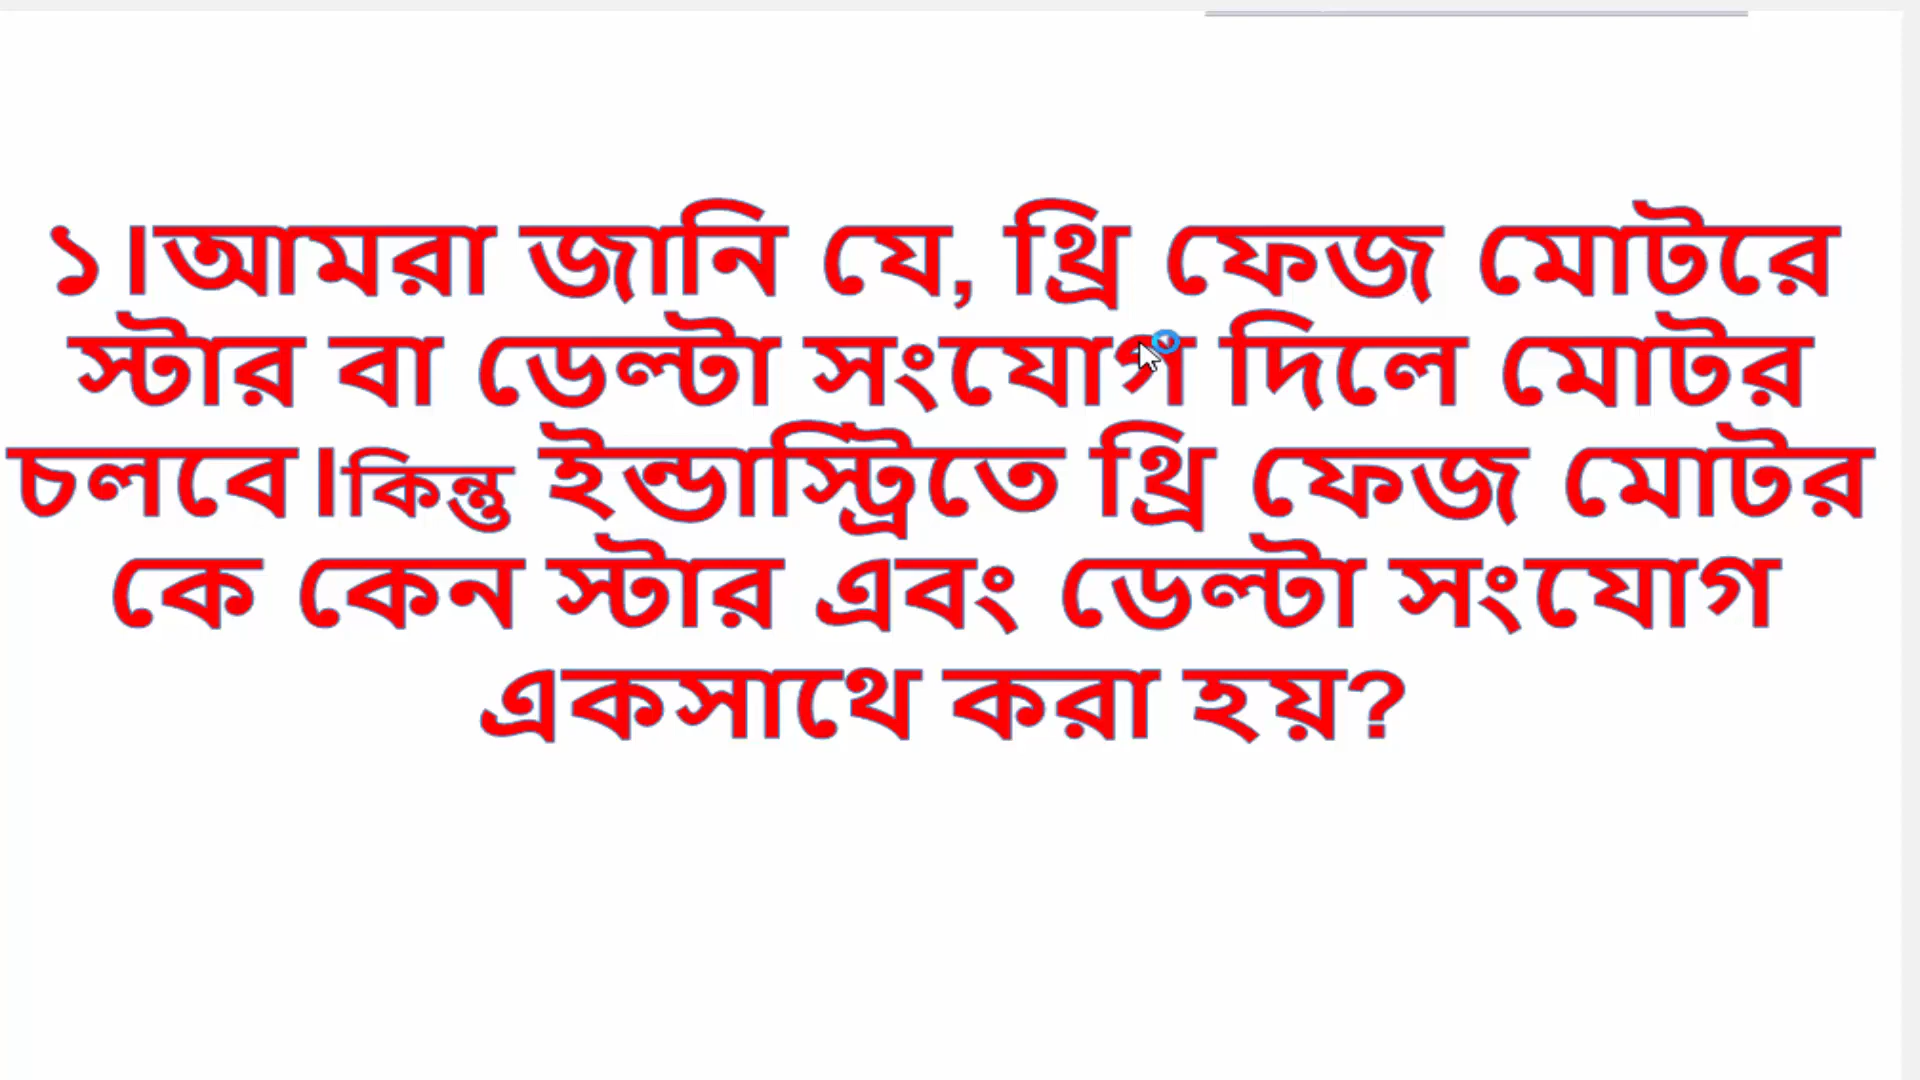 ১।আমরা জানি যে, থ্রি ফেজ মোটরে
স্টার বা ডেল্টা সংযোগ দিলে মোটর
চলবে।কিন্তু ইন্ডাস্ট্রিতে থ্রি ফেজ মোটর
কে কেন স্টার এবং ডেল্টা সংযোগ
একসাথে করা হয়?